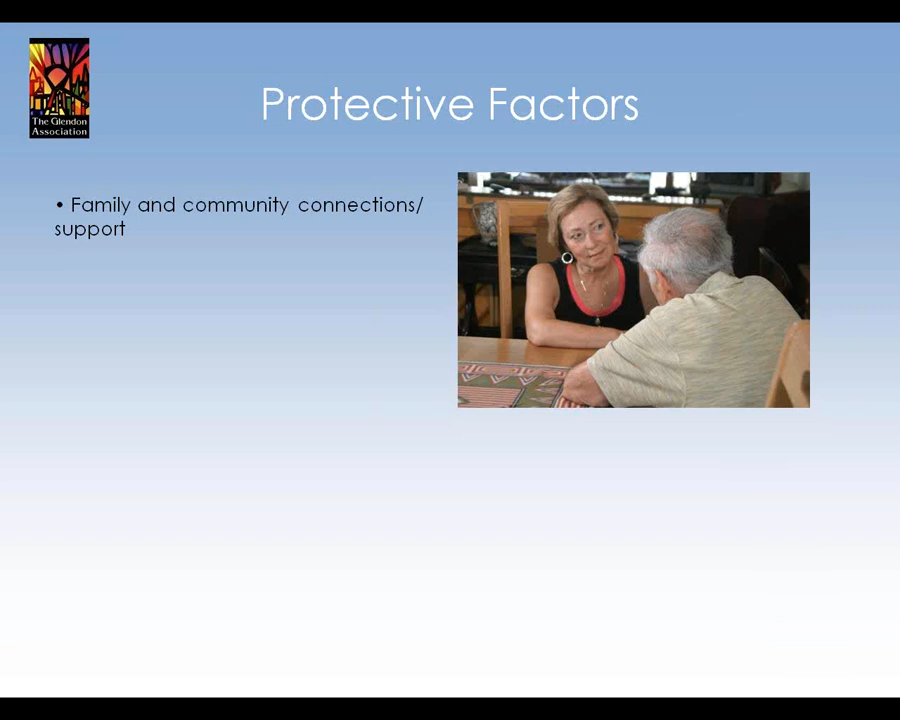 The Glendon
Association
Protective Factors
• Family and community connections/
support